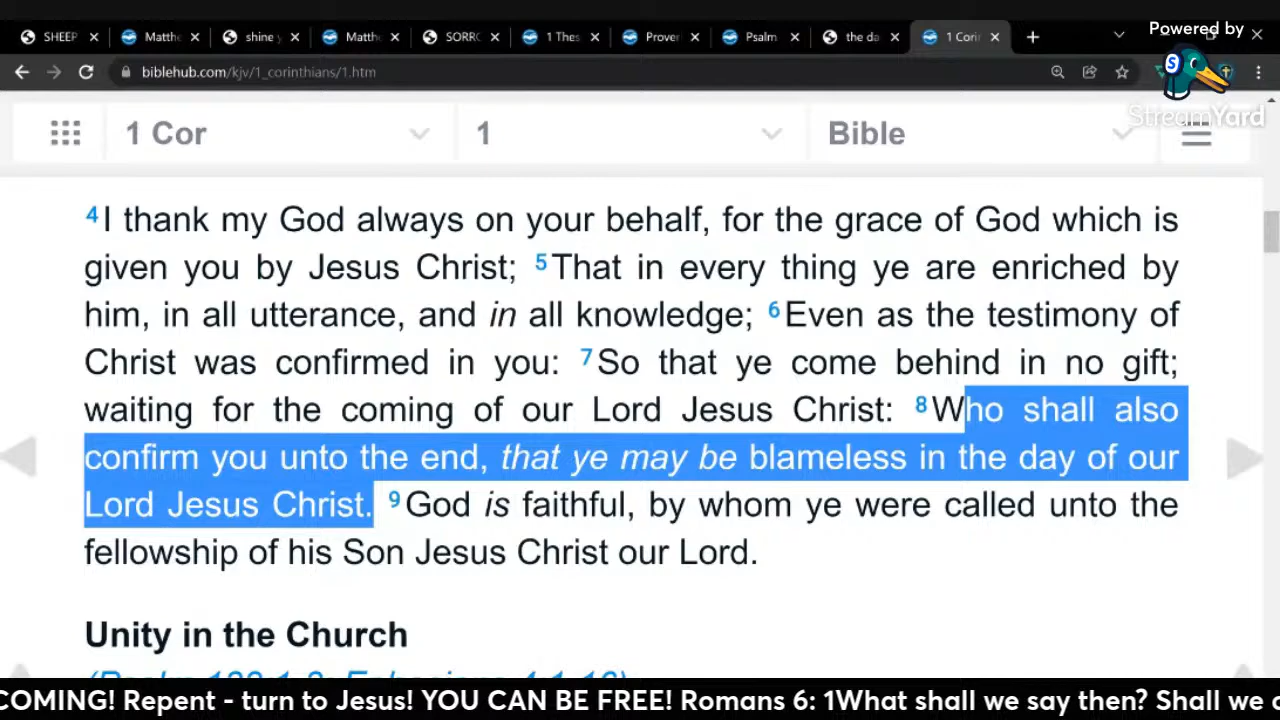 Powered by
SHEEP
Matthe
shine y
Matth
SORRO
1 Thes
Prover
Psalm
the da
1 Corin
biblehub.com/kjv/1_corinthians/1.htm
StreamYard
1 Cor
1
Bible
4I thank my God always on your behalf, for the grace of God which is
given you by Jesus Christ; 5That in every thing ye are enriched by
him, in all utterance, and in all knowledge; 6Even as the testimony of
Christ was confirmed in you: 7So that ye come behind in no gift;
waiting for the coming of our Lord Jesus Christ: 8Who shall also
confirm you unto the end, that ye may be blameless in the day of our
Lord Jesus Christ. 9God is faithful, by whom ye were called unto the
fellowship of his Son Jesus Christ our Lord.
Unity in the Church
COMING! Repent - turn to Jesus! YOU CAN BE FREE! Romans 6: 1What shall we say then? Shall we